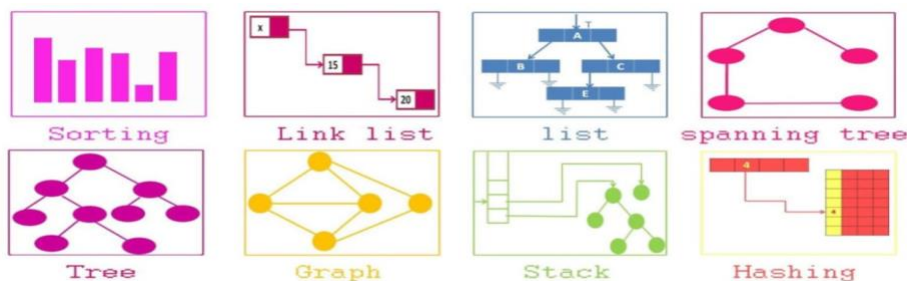 x
15
20
T
A
B
C
E
Sorting
Link list
list
spanning tree
4
Tree
Graph
Stack
Hashing